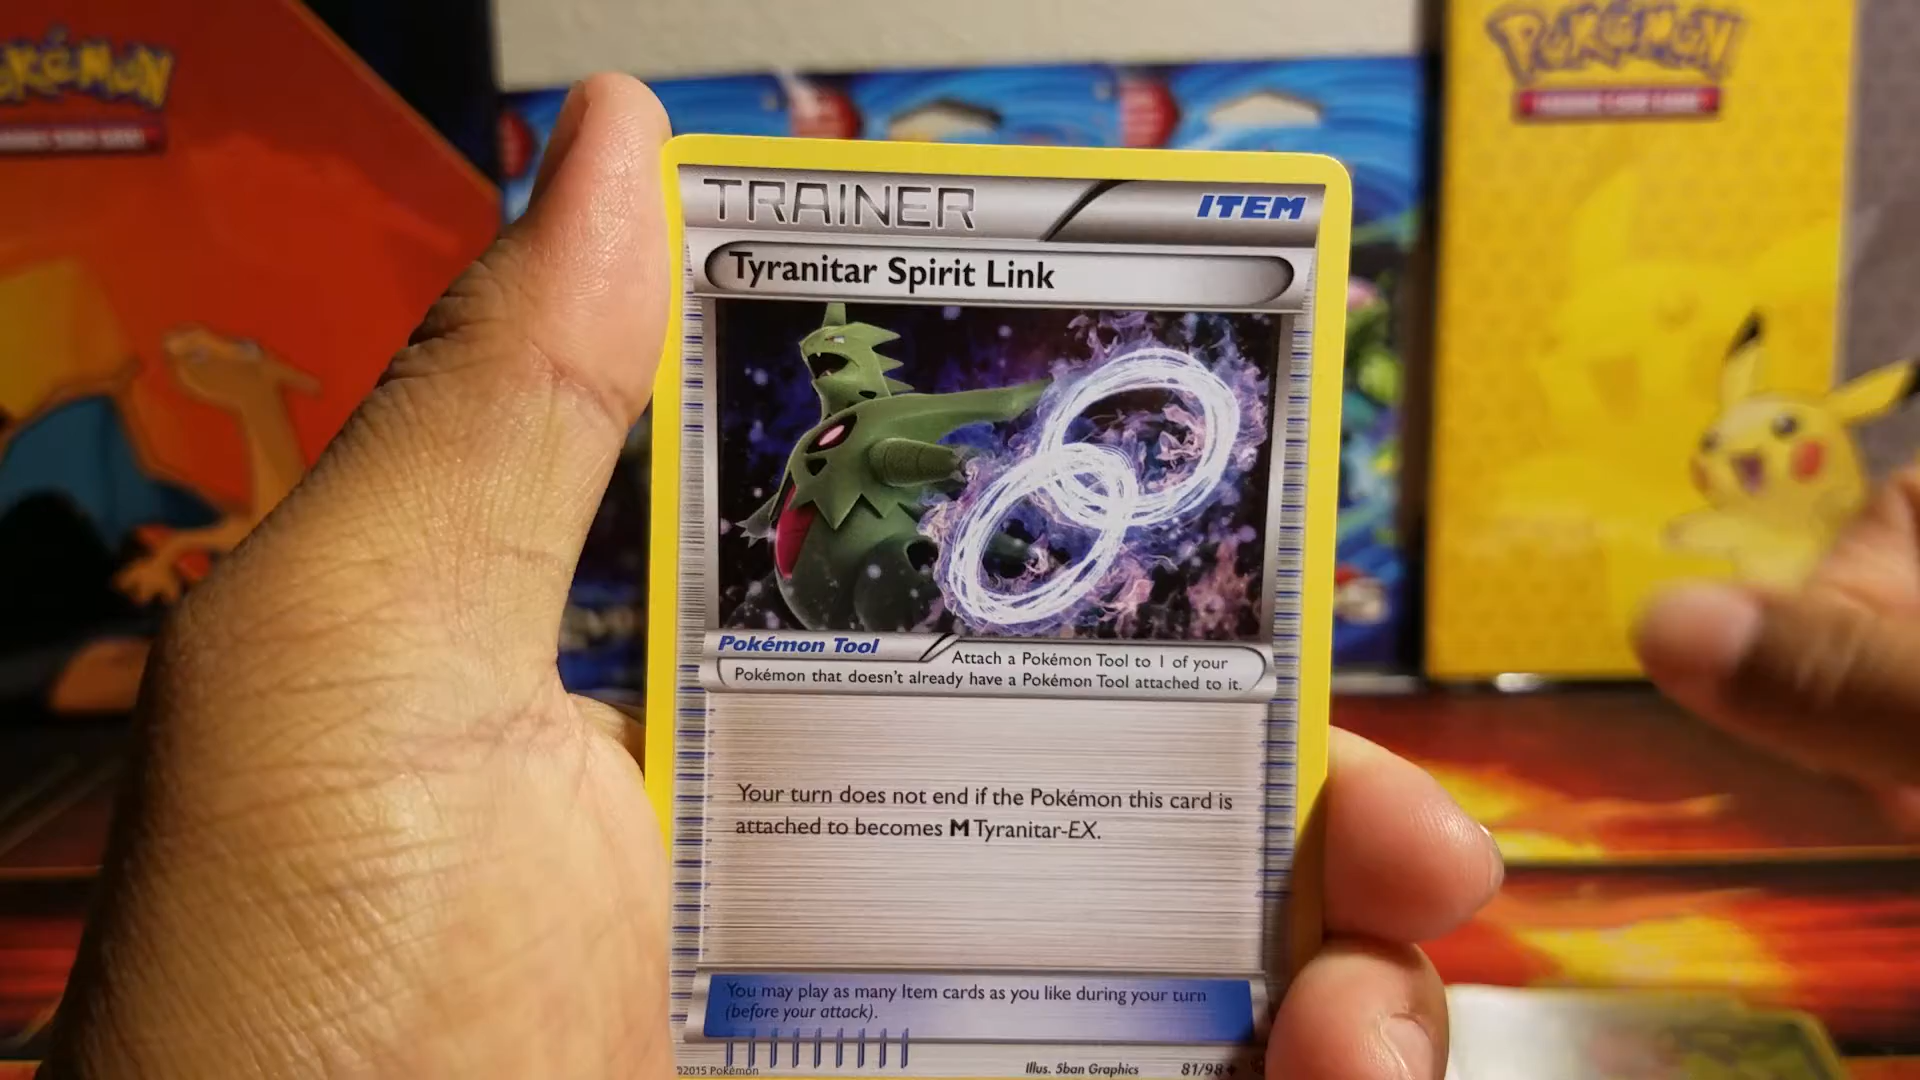 POKéMON
POKéMON
TRAINER
ITEM
Tyranitar Spirit Link
Pokémon Tool
Attach a Pokémon Tool to 1 of your
Pokémon that doesn't already have a Pokémon Tool attached to it.
Your turn does not end if the Pokémon this card is
attached to becomes M Tyranitar-EX.
You may play as many Item cards as you like during your turn
(before your attack).
©2015 Pokémon
Illus. 5ban Graphics
81/98